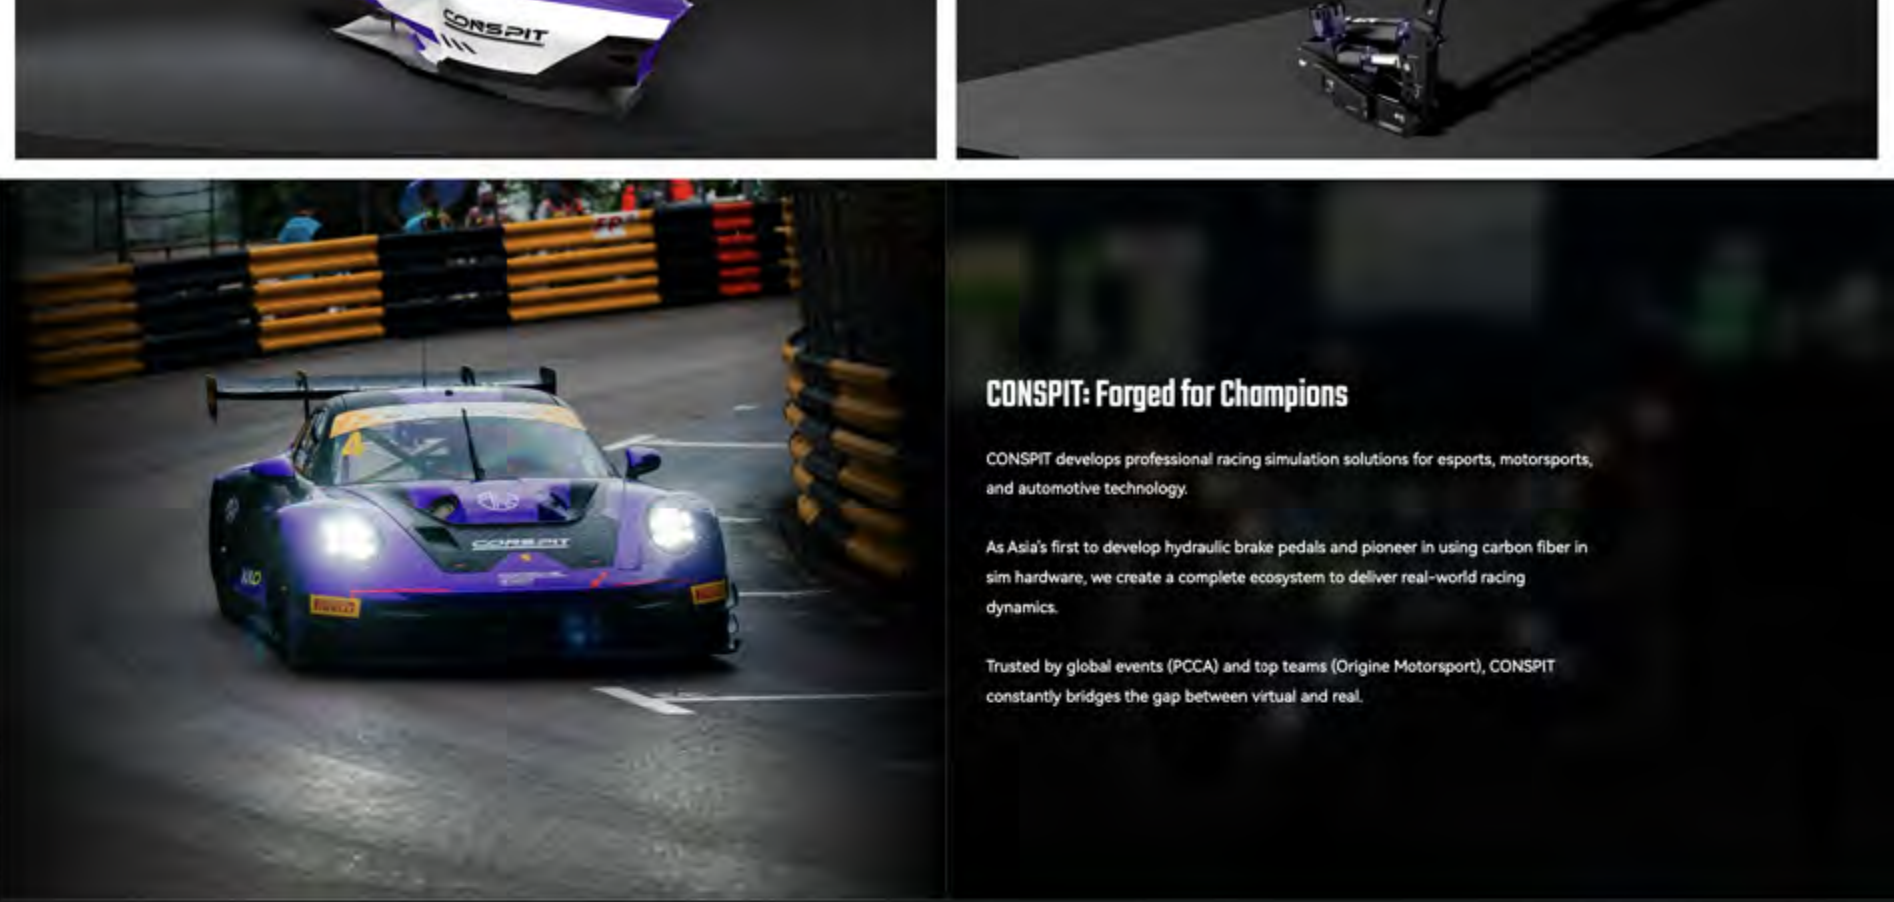 CONSPIT
CONSPIT
PIRELLI
CONSPIT: Forged for Champions
CONSPIT develops professional racing simulation solutions for esports, motorsports,
and automotive technology.
As Asia's first to develop hydraulic brake pedals and pioneer in using carbon fiber in
sim hardware, we create a complete ecosystem to deliver real-world racing
dynamics.
Trusted by global events (PCCA) and top teams (Origine Motorsport), CONSPIT
constantly bridges the gap between virtual and real.